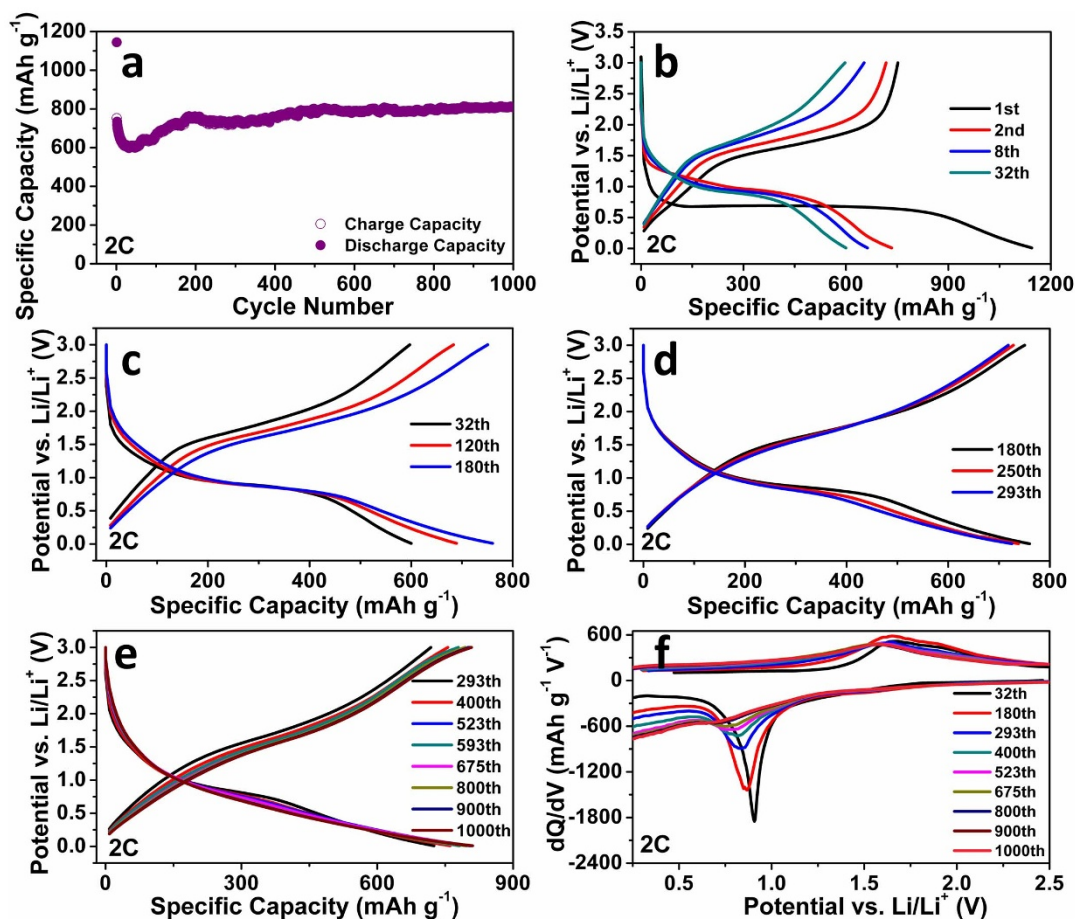 a
Specific Capacity (mAh g⁻¹)
1200
1000
800
600
400
200
0
0 200 400 600 800 1000
Charge Capacity
Discharge Capacity
2C
Cycle Number
b
Potential vs. Li/Li⁺ (V)
3.5
3.0
2.5
2.0
1.5
1.0
0.5
0.0
0 300 600 900 1200
1st
2nd
8th
32th
2C
Specific Capacity (mAh g⁻¹)
c
Potential vs. Li/Li⁺ (V)
3.0
2.5
2.0
1.5
1.0
0.5
0.0
0 200 400 600 800
32th
120th
180th
2C
Specific Capacity (mAh g⁻¹)
d
Potential vs. Li/Li⁺ (V)
3.0
2.5
2.0
1.5
1.0
0.5
0.0
0 200 400 600 800
180th
250th
293th
2C
Specific Capacity (mAh g⁻¹)
e
Potential vs. Li/Li⁺ (V)
3.0
2.5
2.0
1.5
1.0
0.5
0.0
0 300 600 900
293th
400th
523th
593th
675th
800th
900th
1000th
2C
Specific Capacity (mAh g⁻¹)
f
dQ/dV (mAh g⁻¹ V⁻¹)
600
0
-600
-1200
-1800
-2400
0.5 1.0 1.5 2.0 2.5
32th
180th
293th
400th
523th
675th
800th
900th
1000th
2C
Potential vs. Li/Li⁺ (V)